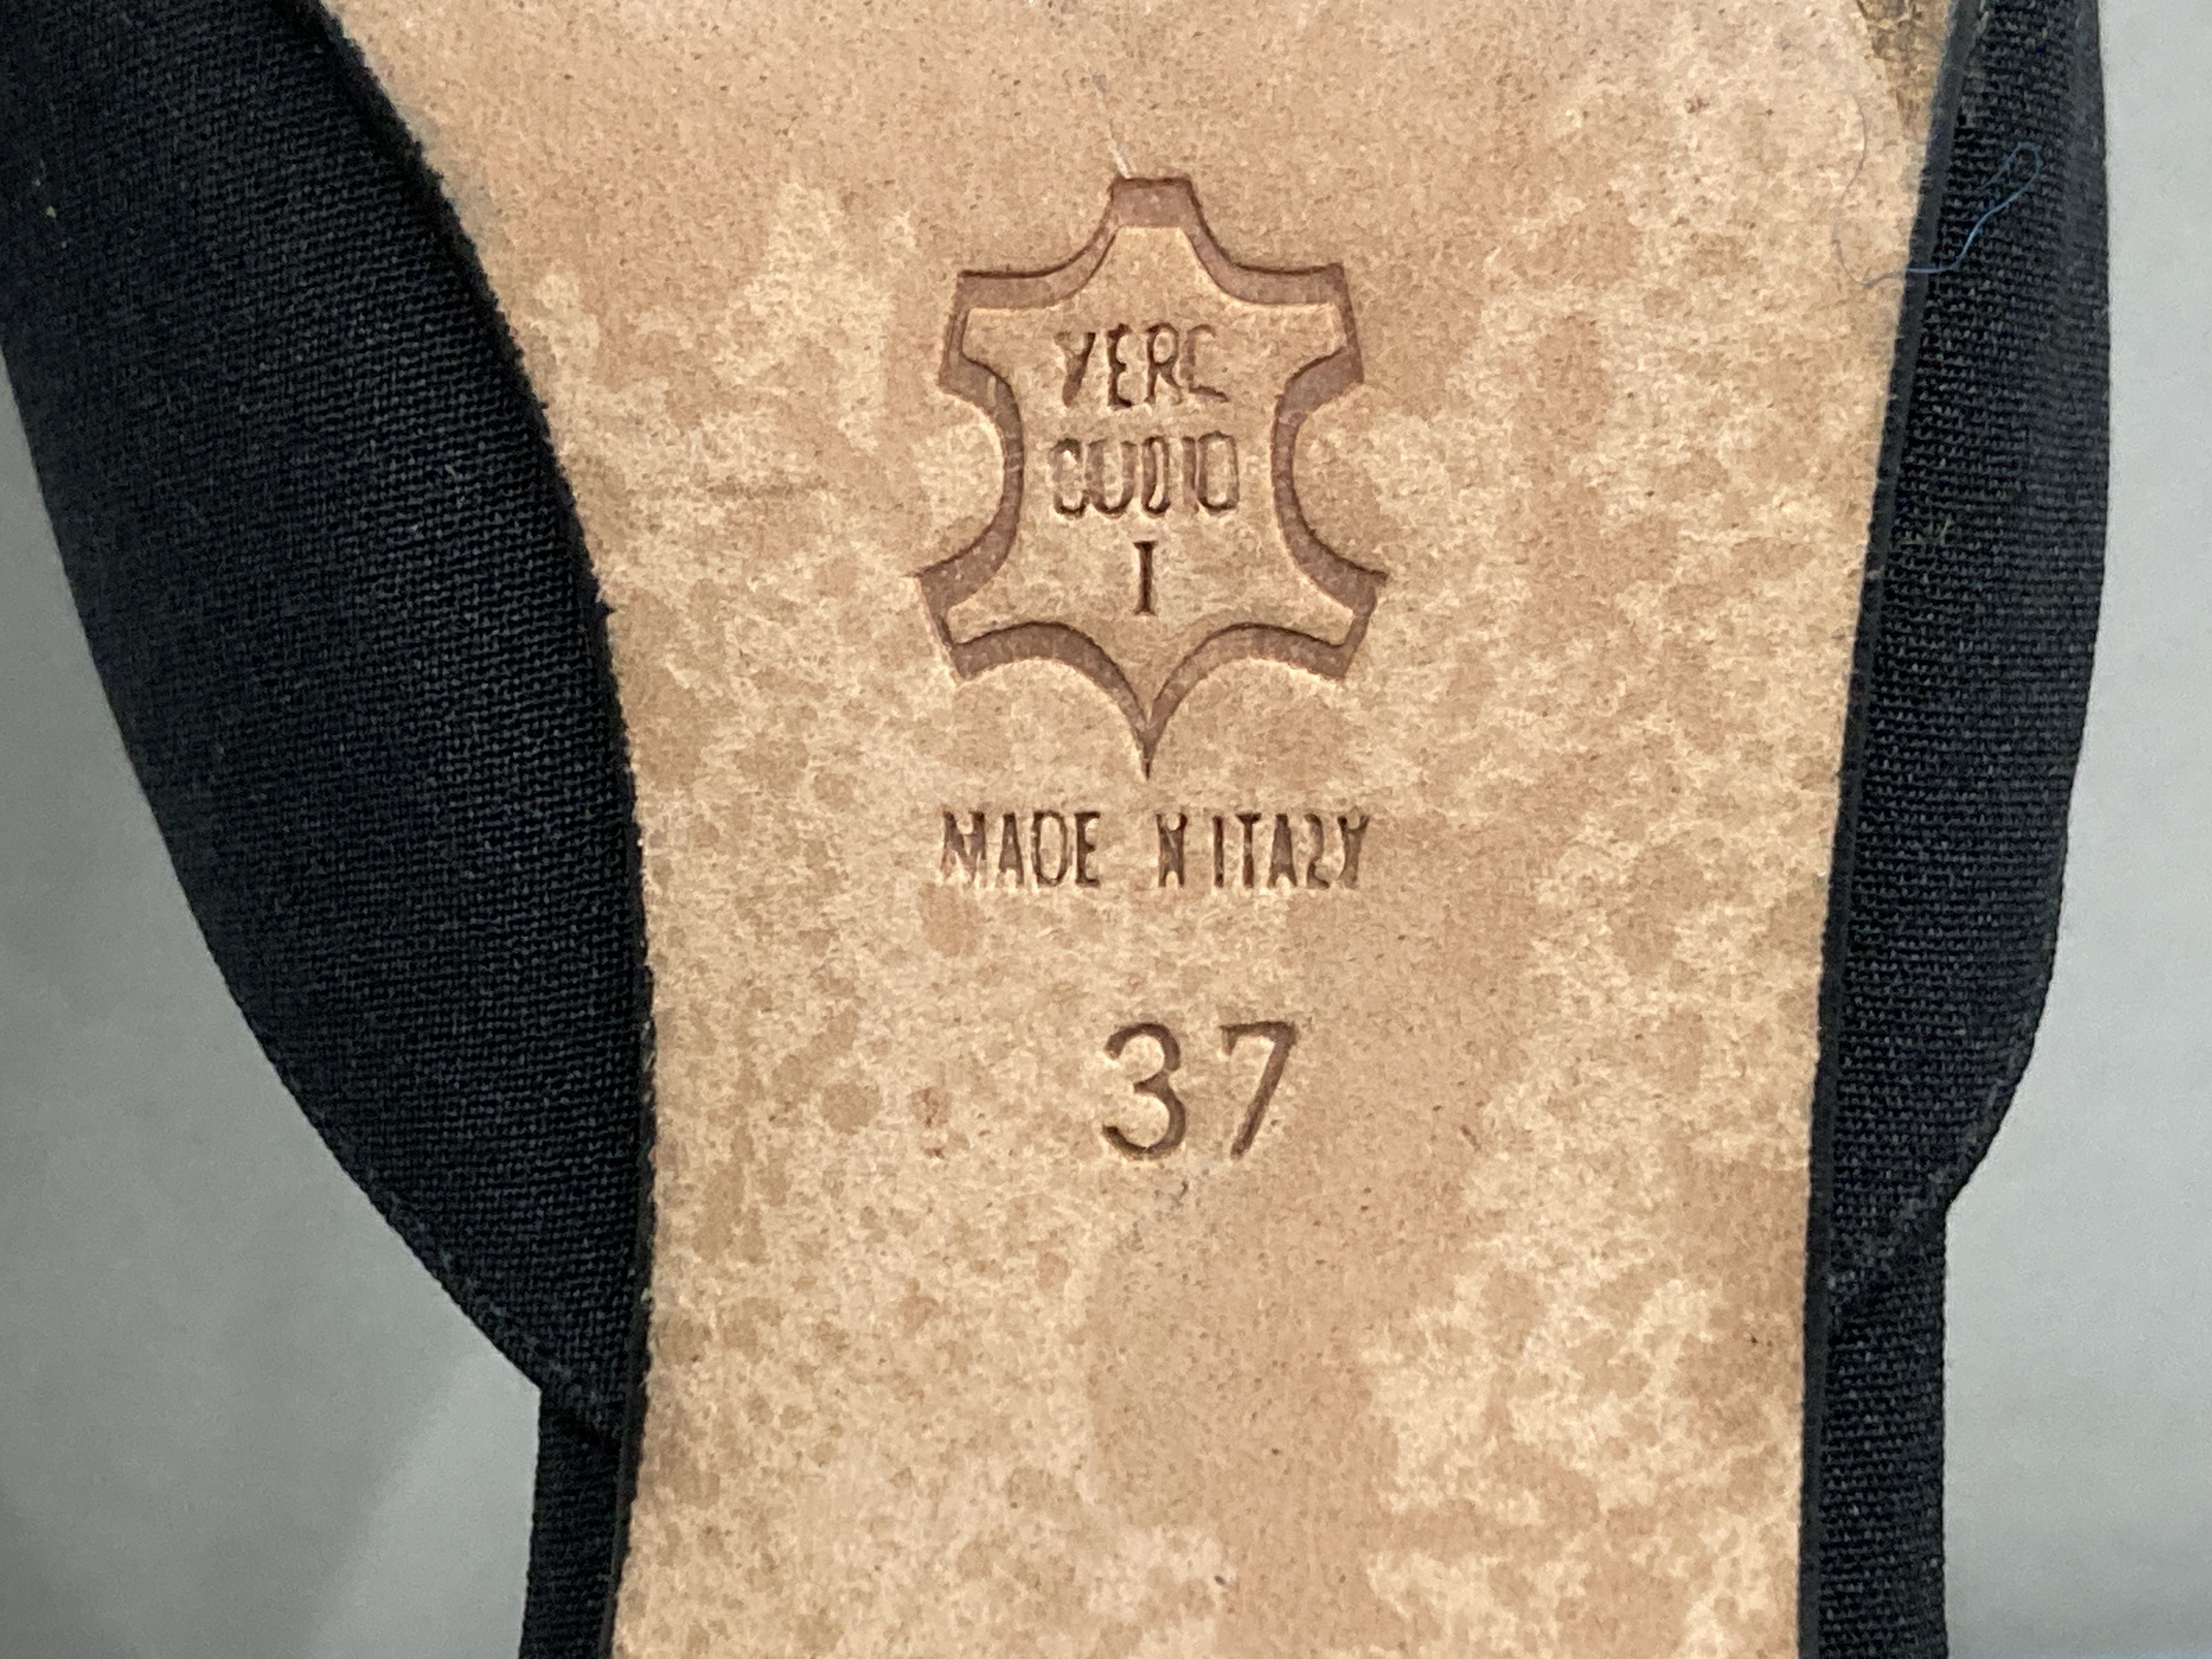 VERO
CUOIO
I
MADE IN ITALY
37